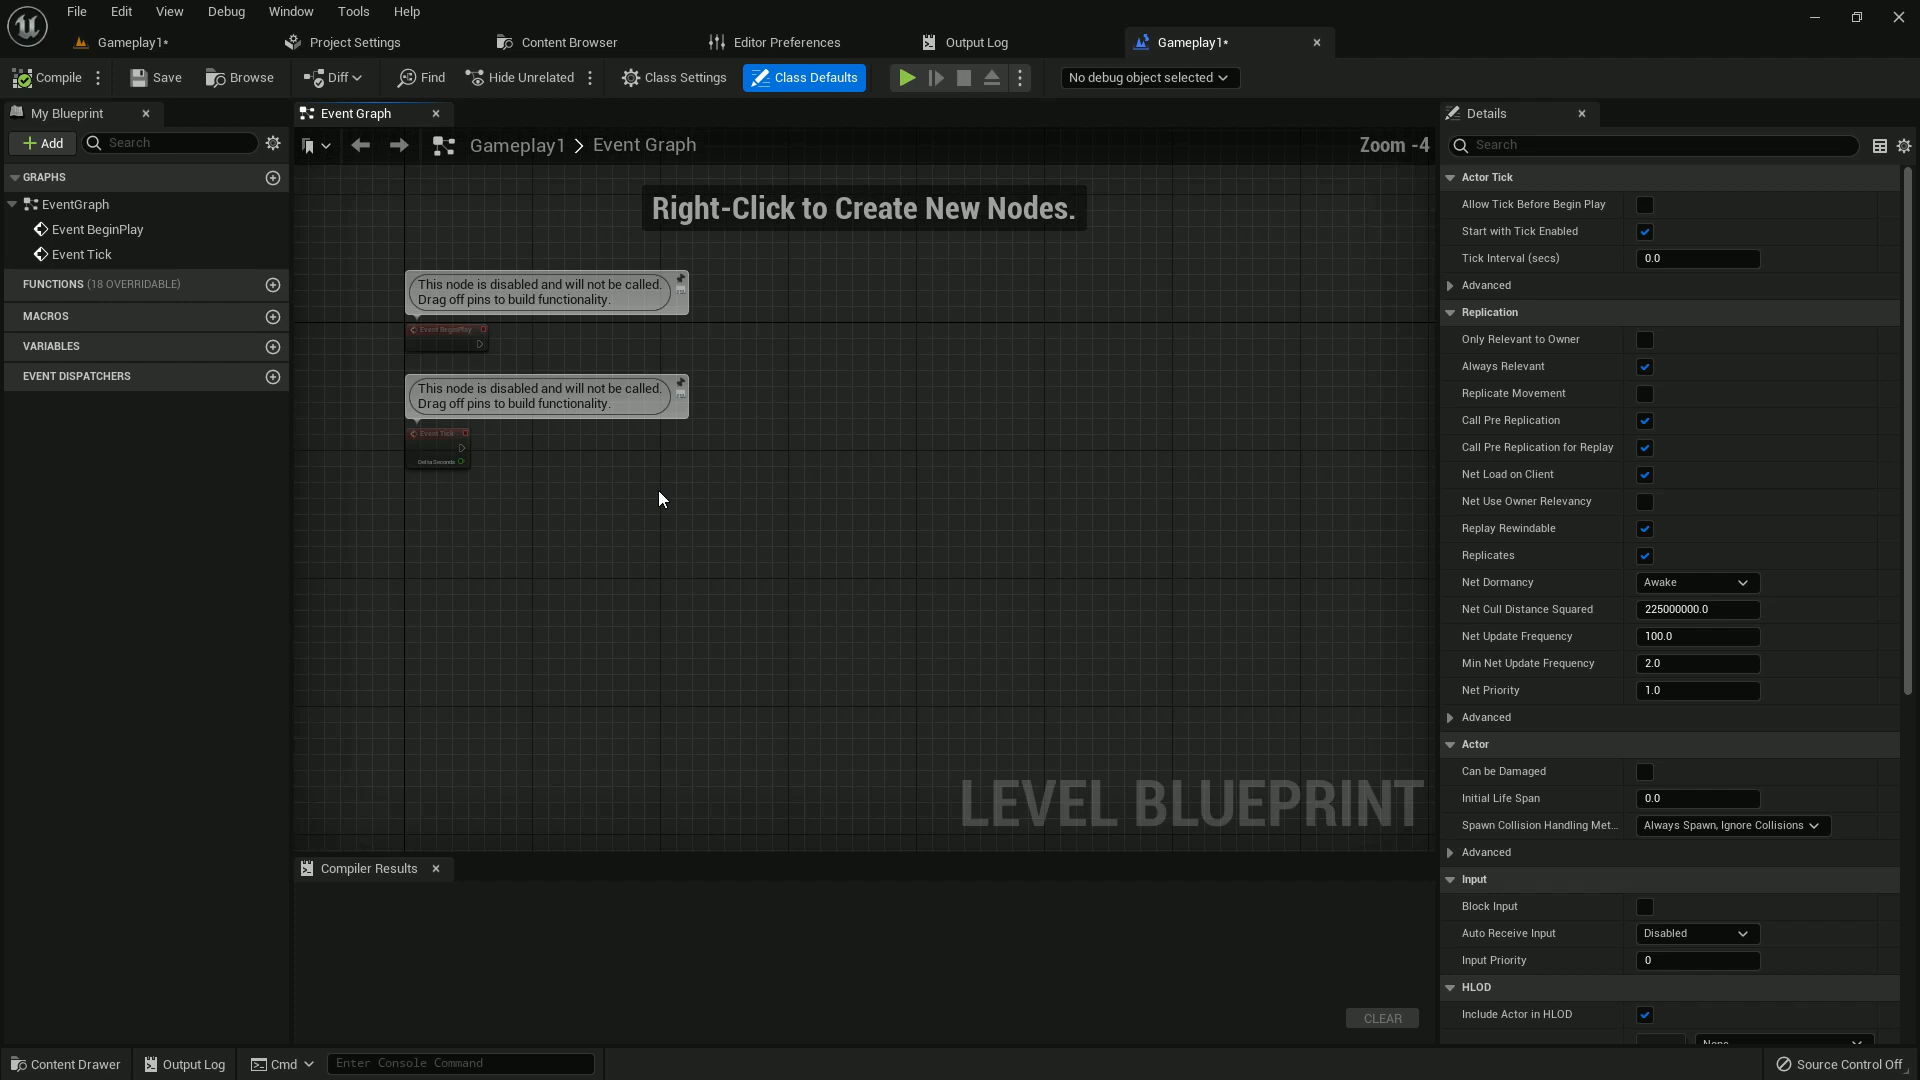 File Edit View Debug Window Tools Help
Gameplay1* Project Settings Content Browser Editor Preferences Output Log Gameplay1*
Compile Save Browse Diff Find Hide Unrelated Class Settings Class Defaults No debug object selected
My Blueprint
Add Search
GRAPHS
EventGraph
Event BeginPlay
Event Tick
FUNCTIONS (18 OVERRIDABLE)
MACROS
VARIABLES
EVENT DISPATCHERS
Event Graph
Gameplay1 > Event Graph Zoom -4
Right-Click to Create New Nodes.
This node is disabled and will not be called.
Drag off pins to build functionality.
Event BeginPlay
This node is disabled and will not be called.
Drag off pins to build functionality.
Event Tick
Delta Seconds
LEVEL BLUEPRINT
Compiler Results
CLEAR
Details
Search
Actor Tick
Allow Tick Before Begin Play
Start with Tick Enabled
Tick Interval (secs) 0.0
Advanced
Replication
Only Relevant to Owner
Always Relevant
Replicate Movement
Call Pre Replication
Call Pre Replication for Replay
Net Load on Client
Net Use Owner Relevancy
Replay Rewindable
Replicates
Net Dormancy Awake
Net Cull Distance Squared 225000000.0
Net Update Frequency 100.0
Min Net Update Frequency 2.0
Net Priority 1.0
Advanced
Actor
Can be Damaged
Initial Life Span 0.0
Spawn Collision Handling Met... Always Spawn, Ignore Collisions
Advanced
Input
Block Input
Auto Receive Input Disabled
Input Priority 0
HLOD
Include Actor in HLOD
None
Content Drawer Output Log Cmd Enter Console Command Source Control Off